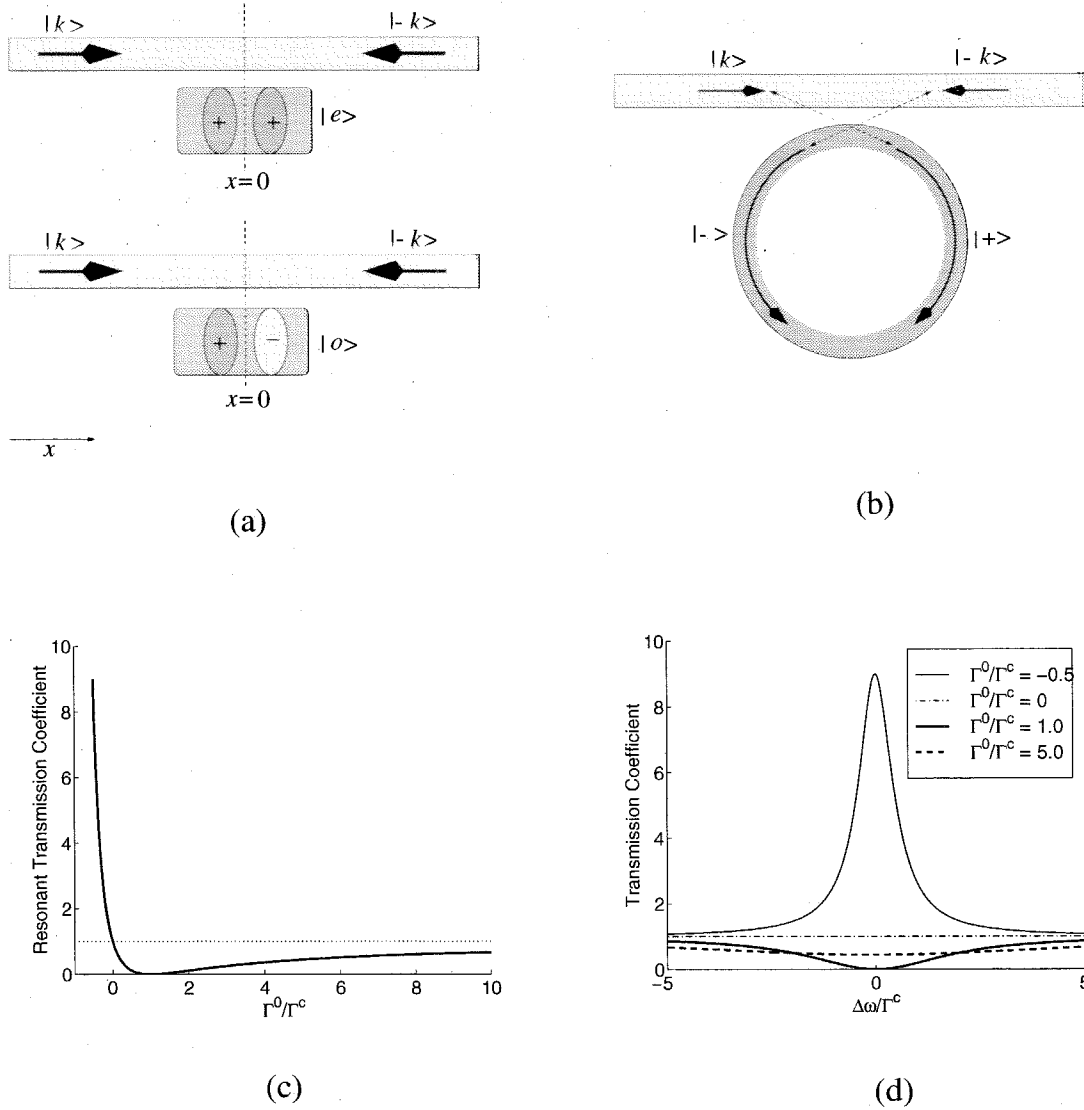 |k>
|-k>
+ +
|e>
x=0
|k>
|-k>
+ −
|o>
x=0
x
(a)
|k>
|-k>
|->
|+>
(b)
Resonant Transmission Coefficient
10
8
6
4
2
0
0 2 4 6 8 10
Γ⁰/Γᶜ
(c)
Transmission Coefficient
10
8
6
4
2
0
−5 0 5
Δω/Γᶜ
Γ⁰/Γᶜ = −0.5
Γ⁰/Γᶜ = 0
Γ⁰/Γᶜ = 1.0
Γ⁰/Γᶜ = 5.0
(d)